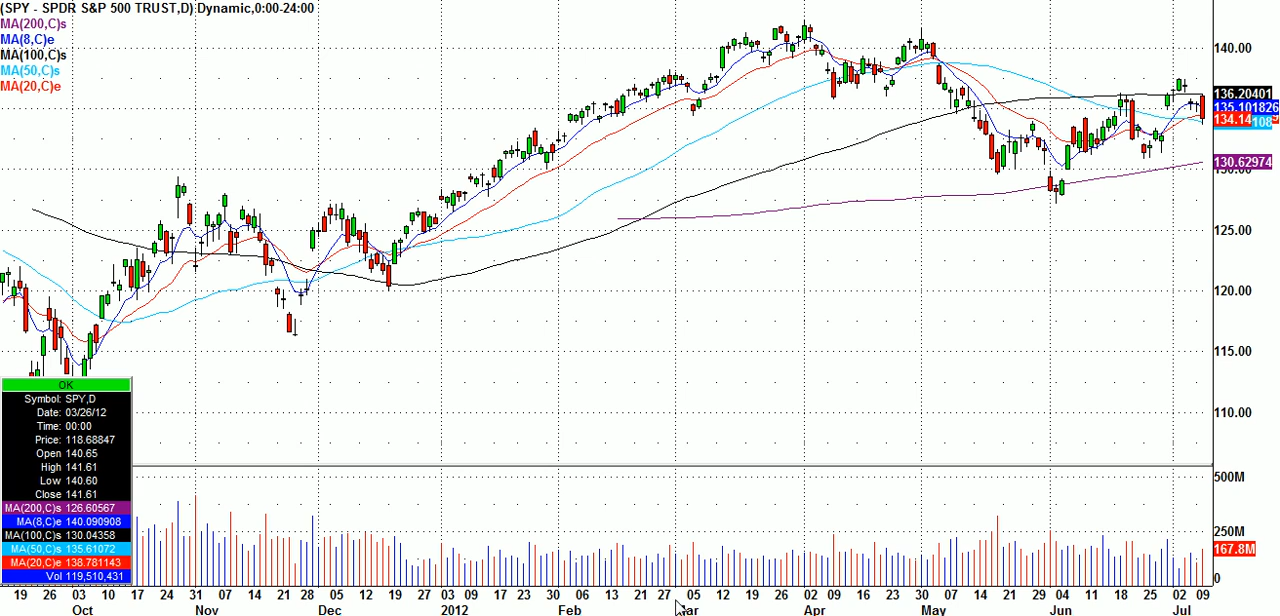 (SPY - SPDR S&P 500 TRUST,D) Dynamic,0:00-24:00
MA(200,C)s
MA(8,C)e
MA(100,C)s
MA(50,C)s
MA(20,C)e
140.00
136.20401
135.101826
134.14
108
130.62974
130.00
125.00
120.00
115.00
110.00
OK
Symbol: SPY,D
Date: 03/26/12
Time: 00:00
Price: 118.68847
Open 140.65
High 141.61
Low 140.60
Close 141.61
MA(200,C)s 126.60567
MA(8,C)e 140.090908
MA(100,C)s 130.04358
MA(50,C)s 135.61072
MA(20,C)e 138.781143
Vol 119,510,431
500M
250M
167.8M
0
19 26 03 10 17 24 31 07 14 21 28 05 12 19 27 03 09 17 23 30 06 13 21 27 05 12 19 26 02 09 16 23 30 07 14 21 29 04 11 18 25 02 09
Oct Nov Dec 2012 Feb Mar Apr May Jun Jul